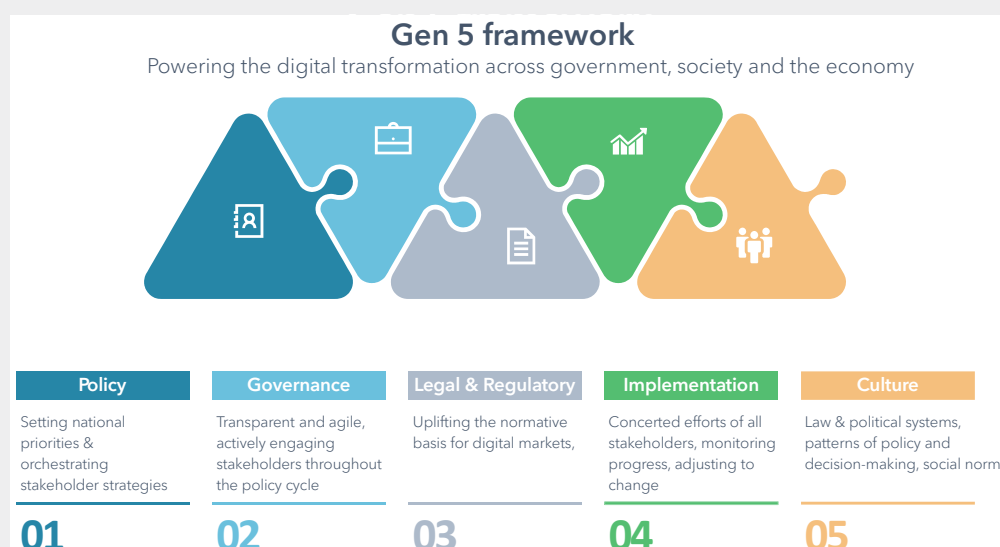 Gen 5 framework
Powering the digital transformation across government, society and the economy
Policy
Setting national
priorities &
orchestrating
stakeholder strategies
01
Governance
Transparent and agile,
actively engaging
stakeholders throughout
the policy cycle
02
Legal & Regulatory
Uplifting the normative
basis for digital markets,
03
Implementation
Concerted efforts of all
stakeholders, monitoring
progress, adjusting to
change
04
Culture
Law & political systems,
patterns of policy and
decision-making, social norm
05